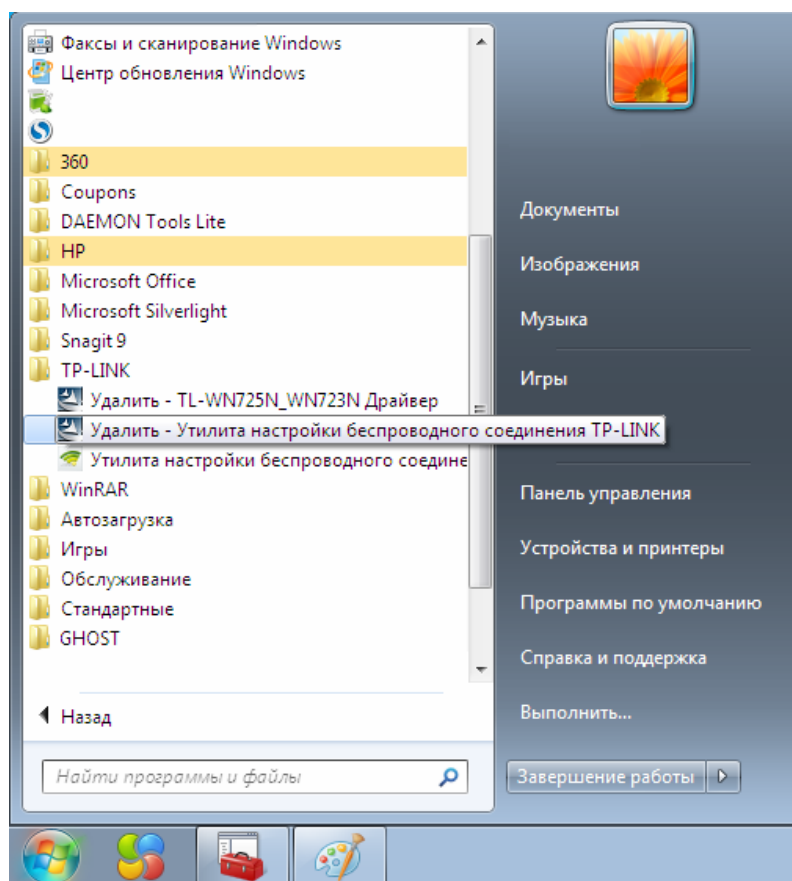 Факсы и сканирование Windows
Центр обновления Windows
360
Coupons
DAEMON Tools Lite
HP
Microsoft Office
Microsoft Silverlight
Snagit 9
TP-LINK
Удалить - TL-WN725N_WN723N Драйвер
Удалить - Утилита настройки беспроводного соединения TP-LINK
Утилита настройки беспроводного соедине
WinRAR
Автозагрузка
Игры
Обслуживание
Стандартные
GHOST
Назад
Найти программы и файлы
Документы
Изображения
Музыка
Игры
Панель управления
Устройства и принтеры
Программы по умолчанию
Справка и поддержка
Выполнить...
Завершение работы